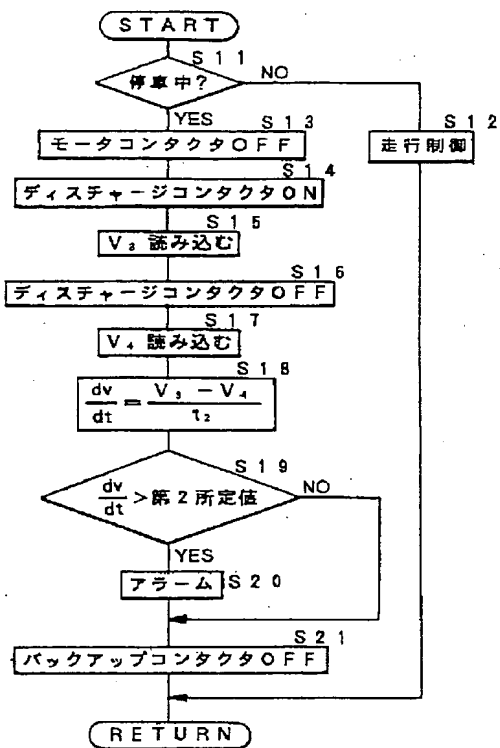 START
S11
停車中?
NO
YES
S13
S12
モータコンタクタOFF
走行制御
S14
ディスチャージコンタクタON
S15
V₃ 読み込む
S16
ディスチャージコンタクタOFF
S17
V₄ 読み込む
S18
dv/dt = (V₃ − V₄)/t₂
S19
dv/dt > 第2所定値
NO
YES
アラーム
S20
S21
バックアップコンタクタOFF
RETURN